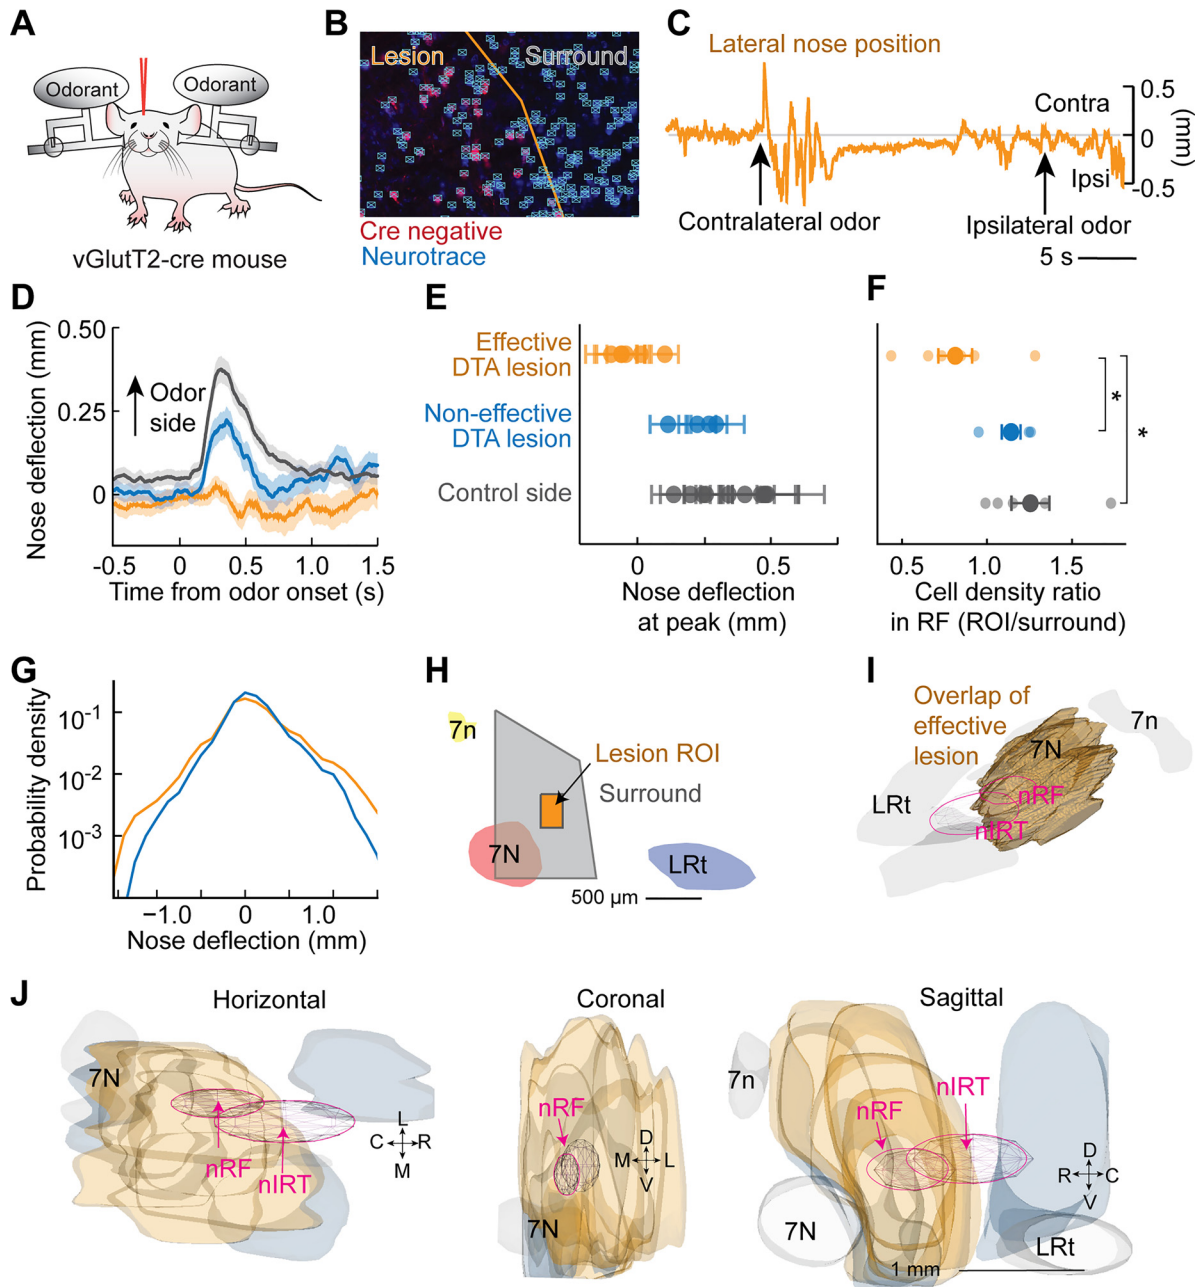 A
Odorant
Odorant
vGlutT2-cre mouse
B
Lesion
Surround
Cre negative
Neurotrace
C
Lateral nose position
Contra
Ipsi
0.5
0
-0.5
(mm)
Contralateral odor
Ipsilateral odor
5 s
D
Nose deflection (mm)
0.50
0.25
0
Odor
side
-0.5
0
0.5
1.0
1.5
Time from odor onset (s)
E
Effective
DTA lesion
Non-effective
DTA lesion
Control side
0
0.5
Nose deflection
at peak (mm)
F
*
*
0.5
1.0
1.5
Cell density ratio
in RF (ROI/surround)
G
Probability density
10-1
10-2
10-3
−1.0
0
1.0
Nose deflection (mm)
H
7n
Lesion ROI
Surround
7N
LRt
500 µm
I
Overlap of
effective
lesion
7n
7N
LRt
nRF
nIRT
J
Horizontal
7N
nRF
nIRT
L
C
R
M
Coronal
nRF
D
M
L
V
7N
Sagittal
7n
nRF
nIRT
D
R
C
V
7N
LRt
1 mm